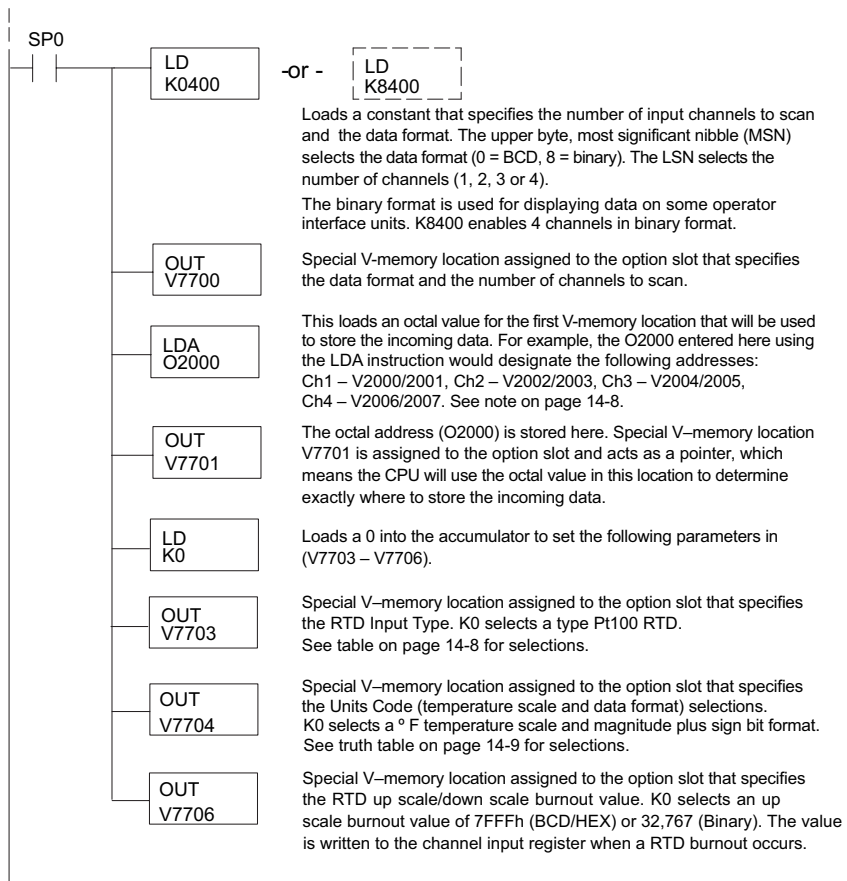 SP0
LD
K0400
-or -
LD
K8400
Loads a constant that specifies the number of input channels to scan
and the data format. The upper byte, most significant nibble (MSN)
selects the data format (0 = BCD, 8 = binary). The LSN selects the
number of channels (1, 2, 3 or 4).
The binary format is used for displaying data on some operator
interface units. K8400 enables 4 channels in binary format.
OUT
V7700
Special V-memory location assigned to the option slot that specifies
the data format and the number of channels to scan.
LDA
O2000
This loads an octal value for the first V-memory location that will be used
to store the incoming data. For example, the O2000 entered here using
the LDA instruction would designate the following addresses:
Ch1 – V2000/2001, Ch2 – V2002/2003, Ch3 – V2004/2005,
Ch4 – V2006/2007. See note on page 14-8.
OUT
V7701
The octal address (O2000) is stored here. Special V–memory location
V7701 is assigned to the option slot and acts as a pointer, which
means the CPU will use the octal value in this location to determine
exactly where to store the incoming data.
LD
K0
Loads a 0 into the accumulator to set the following parameters in
(V7703 – V7706).
OUT
V7703
Special V–memory location assigned to the option slot that specifies
the RTD Input Type. K0 selects a type Pt100 RTD.
See table on page 14-8 for selections.
OUT
V7704
Special V–memory location assigned to the option slot that specifies
the Units Code (temperature scale and data format) selections.
K0 selects a º F temperature scale and magnitude plus sign bit format.
See truth table on page 14-9 for selections.
OUT
V7706
Special V–memory location assigned to the option slot that specifies
the RTD up scale/down scale burnout value. K0 selects an up
scale burnout value of 7FFFh (BCD/HEX) or 32,767 (Binary). The value
is written to the channel input register when a RTD burnout occurs.